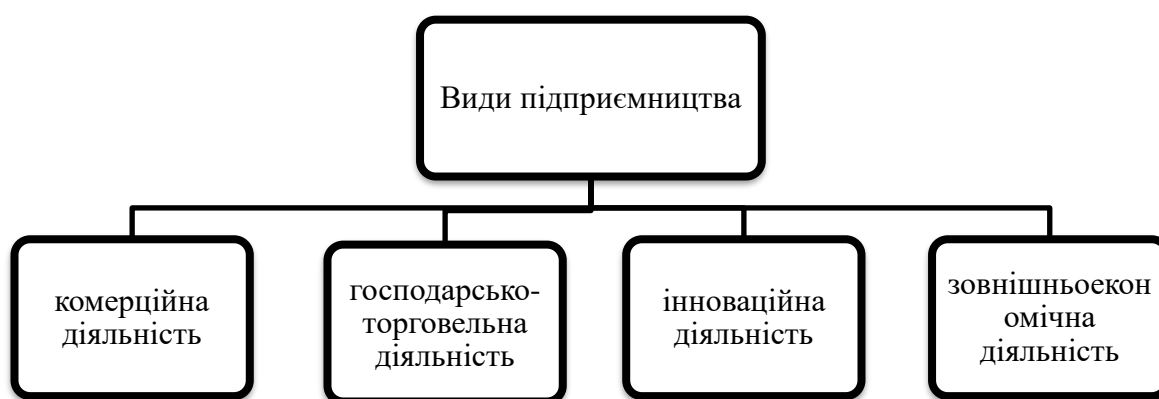 Види підприємництва
комерційна
діяльність
господарсько-
торговельна
діяльність
інноваційна
діяльність
зовнішньоекон
омічна
діяльність